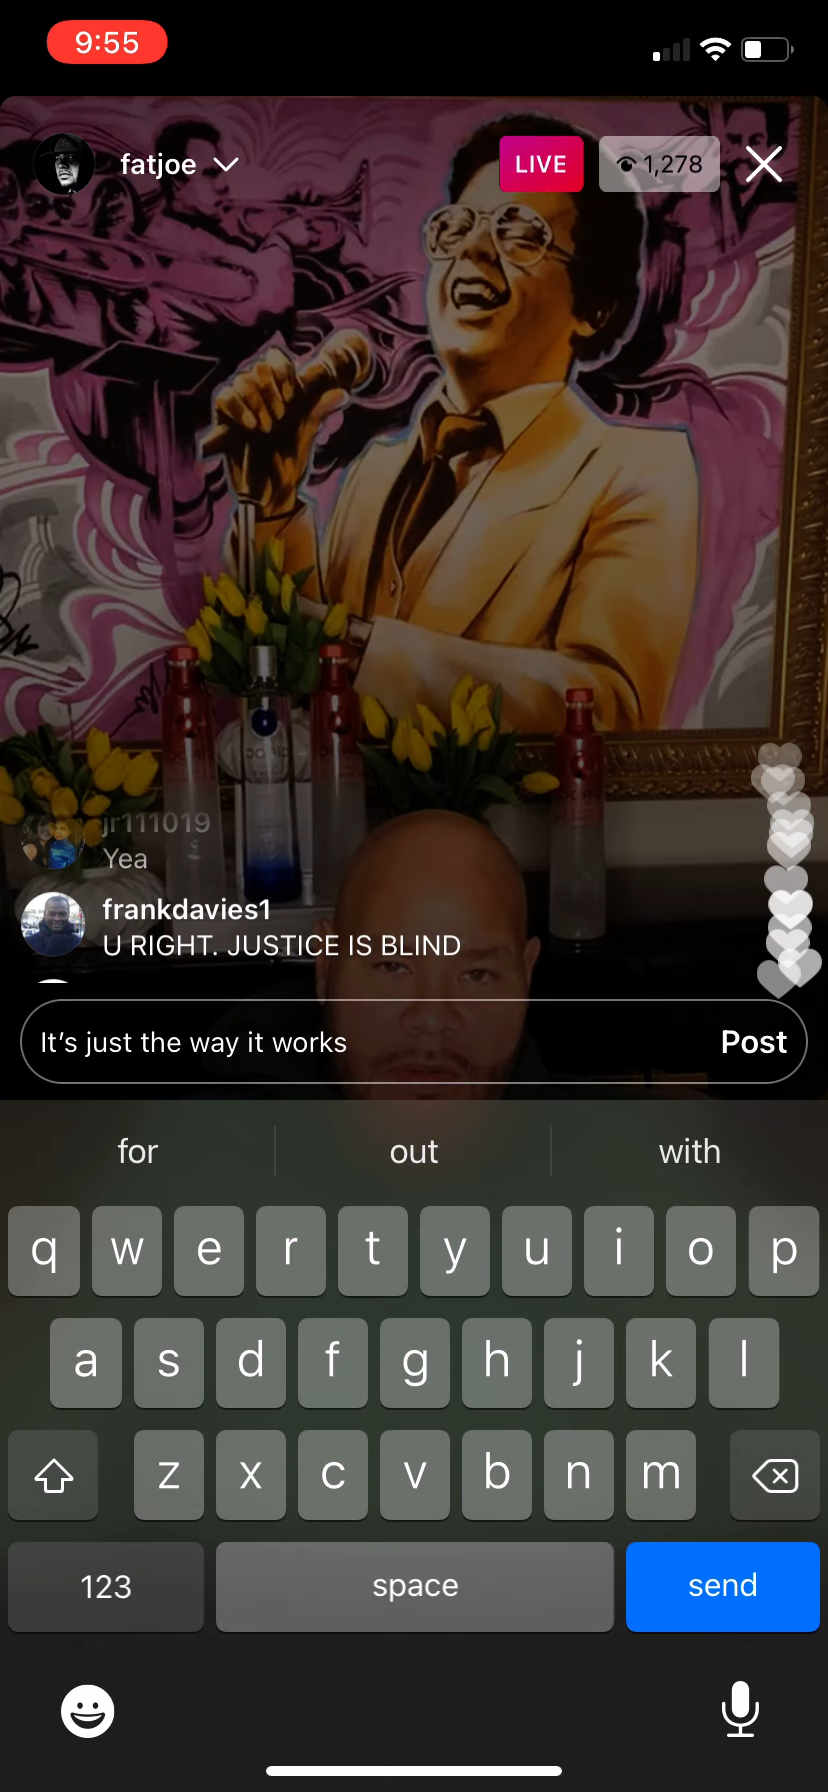 9:55
fatjoe
LIVE
1,278
jr111019
Yea
frankdavies1
U RIGHT. JUSTICE IS BLIND
It’s just the way it works
Post
for out with
q w e r t y u i o p
a s d f g h j k l
z x c v b n m
123 space send